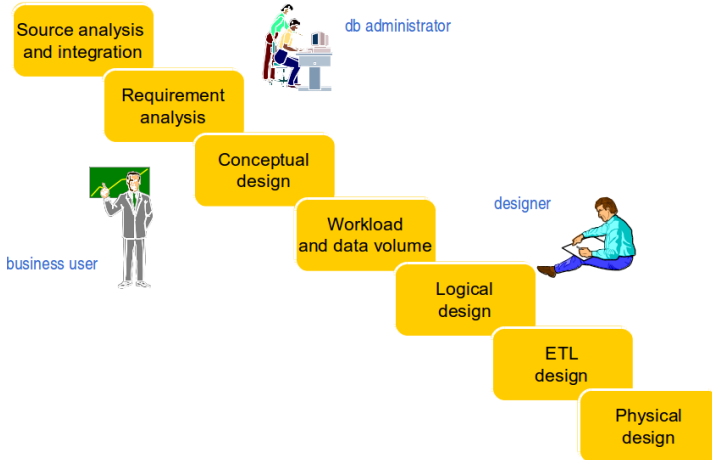 Source analysis
and integration
db administrator
Requirement
analysis
Conceptual
design
business user
Workload
and data volume
designer
Logical
design
ETL
design
Physical
design